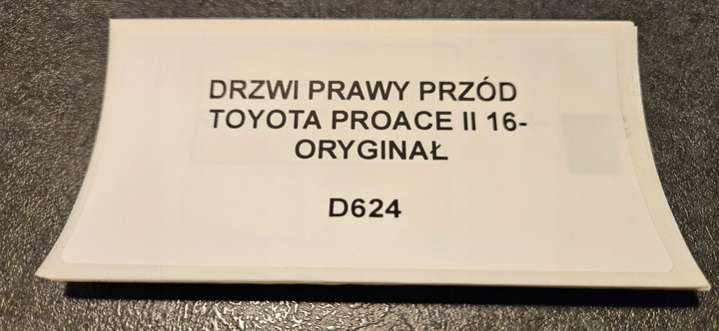 DRZWI PRAWY PRZÓD
TOYOTA PROACE II 16-
ORYGINAŁ
D624